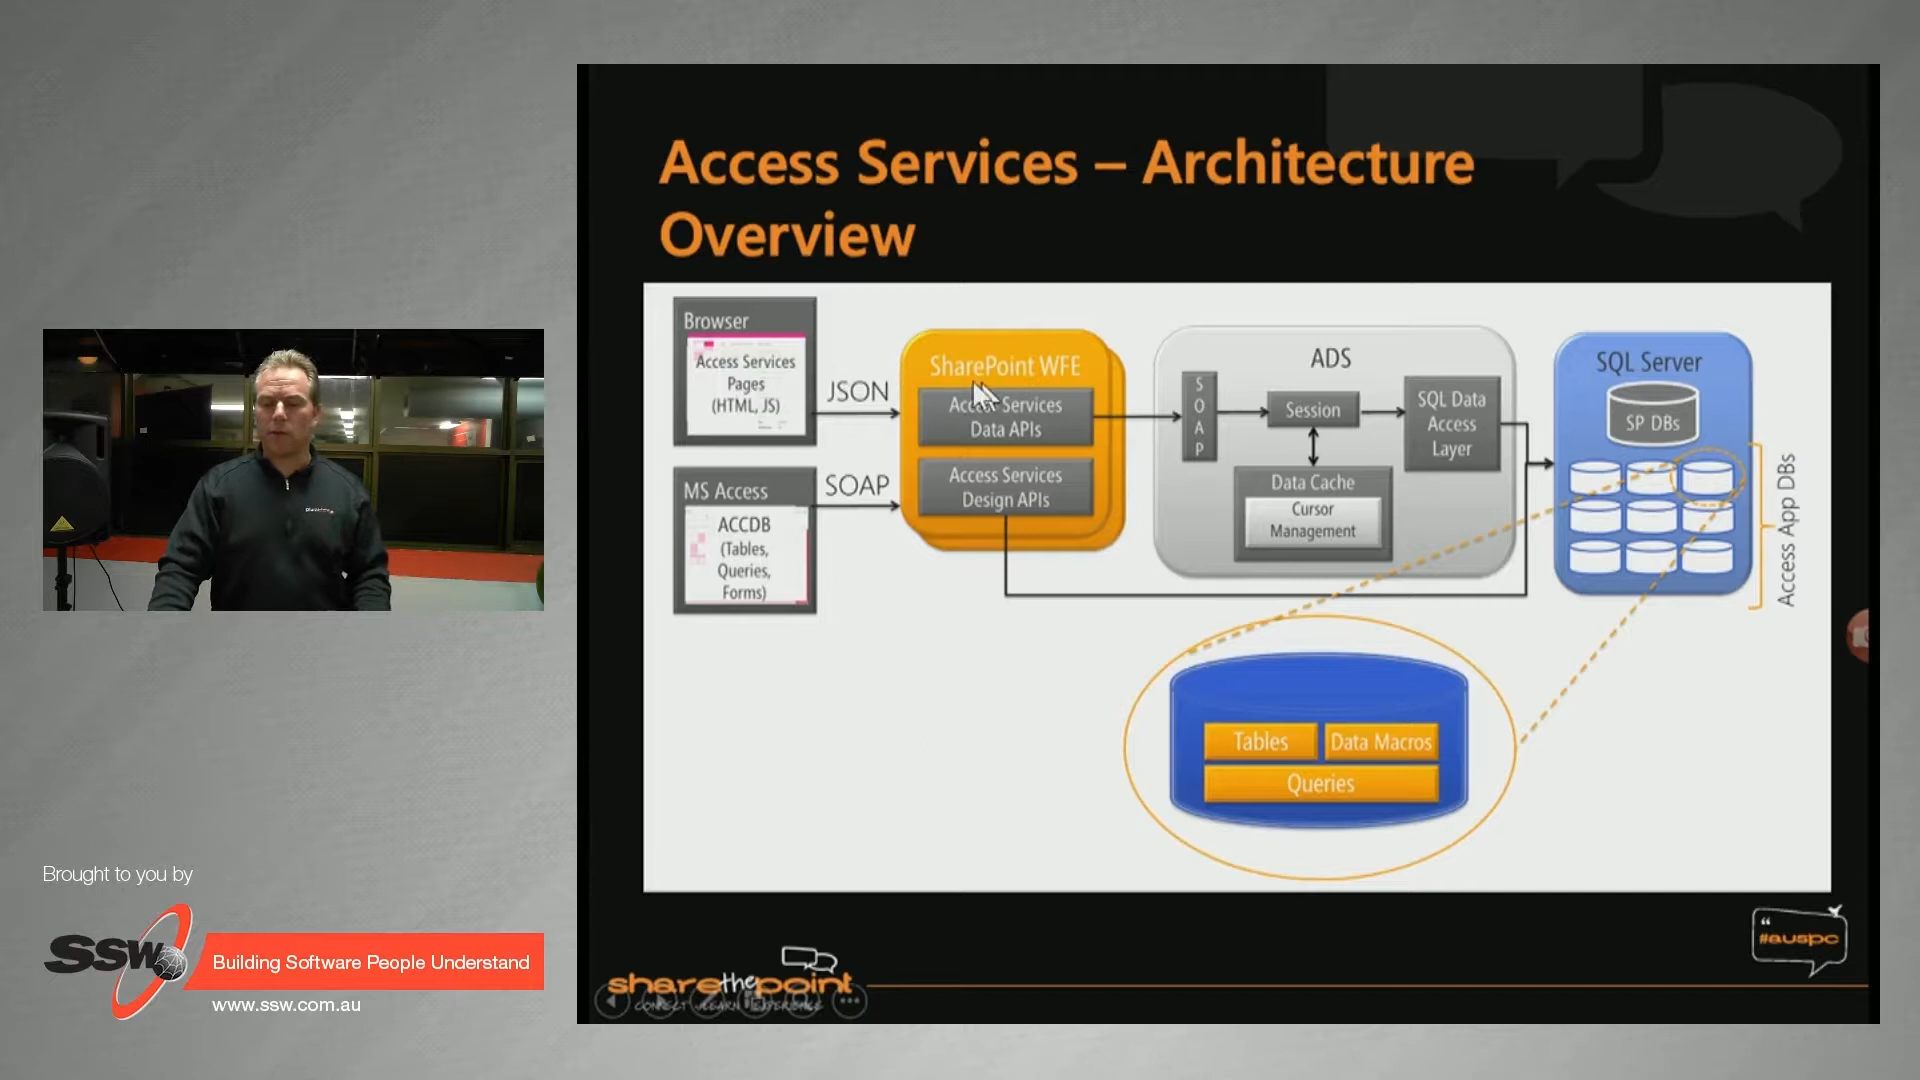 Access Services – Architecture
Overview
Browser
Access Services
Pages
(HTML, JS)
JSON
MS Access
ACCDB
(Tables,
Queries,
Forms)
SOAP
SharePoint WFE
Access Services
Data APIs
Access Services
Design APIs
ADS
S
O
A
P
Session
SQL Data
Access
Layer
Data Cache
Cursor
Management
SQL Server
SP DBs
Access App DBs
Tables
Data Macros
Queries
Brought to you by
SSW
Building Software People Understand
www.ssw.com.au
sharethepoint
#auspc